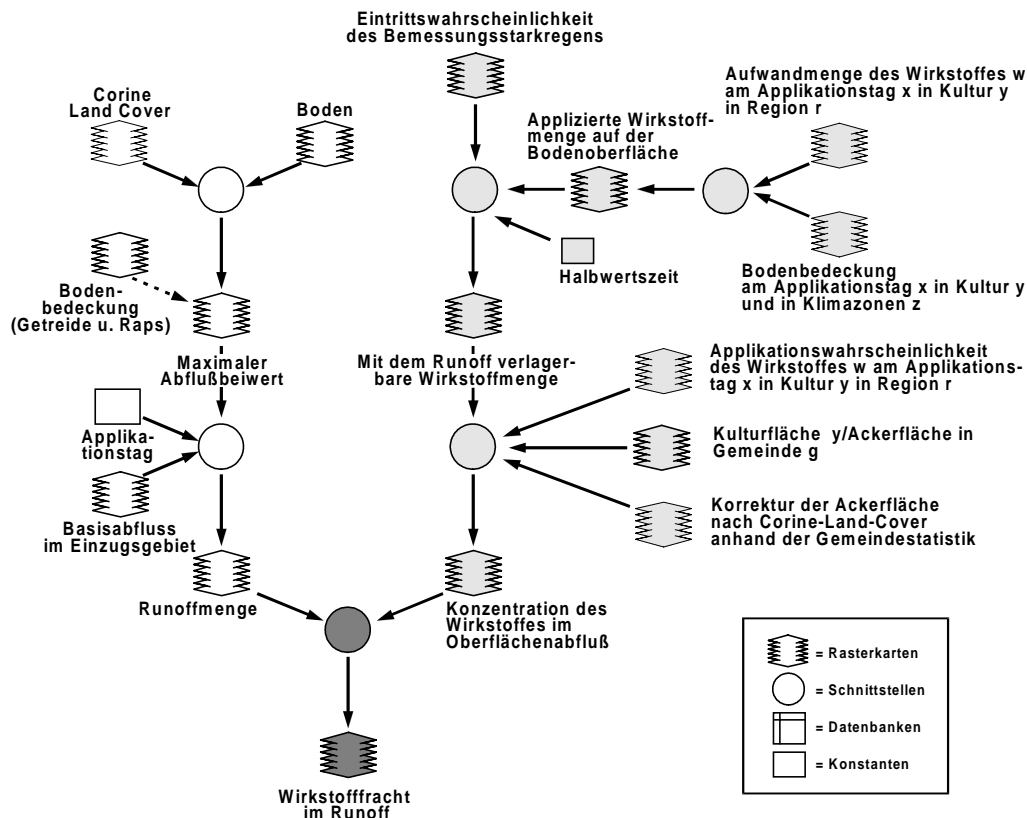 Eintrittswahrscheinlichkeit
des Bemessungsstarkregens
Corine
Land Cover
Boden
Applizierte Wirkstoff-
menge auf der
Bodenoberfläche
Aufwandmenge des Wirkstoffes w
am Applikationstag x in Kultur y
in Region r
Halbwertszeit
Bodenbedeckung
am Applikationstag x in Kultur y
und in Klimazonen z
Boden-
bedeckung
(Getreide u. Raps)
Maximaler
Abflußbeiwert
Mit dem Runoff verlager-
bare Wirkstoffmenge
Applikationswahrscheinlichkeit
des Wirkstoffes w am Applikations-
tag x in Kultur y in Region r
Applika-
tionstag
Kulturfläche y/Ackerfläche in
Gemeinde g
Basisabfluss
im Einzugsgebiet
Korrektur der Ackerfläche
nach Corine-Land-Cover
anhand der Gemeindestatistik
Runoffmenge
Konzentration des
Wirkstoffes im
Oberflächenabfluß
Wirkstofffracht
im Runoff
= Rasterkarten
= Schnittstellen
= Datenbanken
= Konstanten